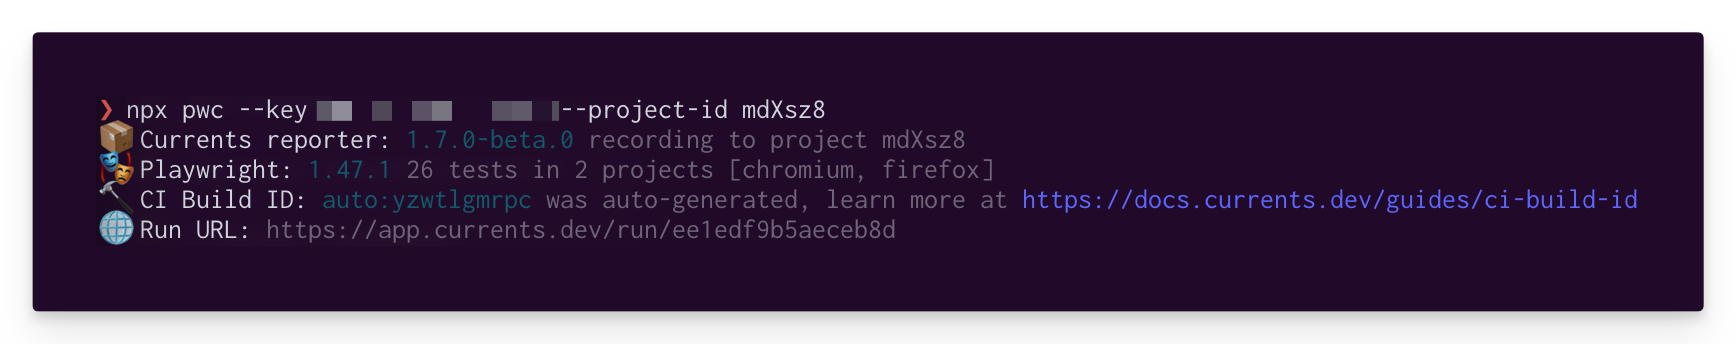 ❯ npx pwc --key --project-id mdXsz8
📦 Currents reporter: 1.7.0-beta.0 recording to project mdXsz8
🎭 Playwright: 1.47.1 26 tests in 2 projects [chromium, firefox]
🔨 CI Build ID: auto:yzwtlgmrpc was auto-generated, learn more at https://docs.currents.dev/guides/ci-build-id
🌐 Run URL: https://app.currents.dev/run/ee1edf9b5aeceb8d